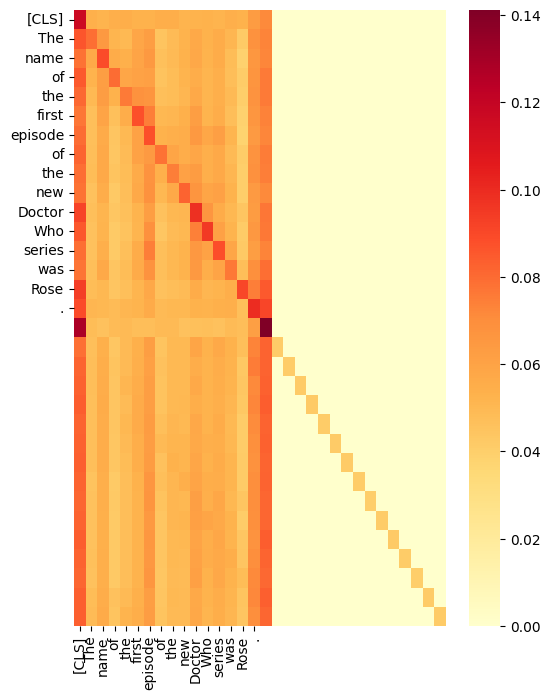 [CLS]
The
name
of
the
first
episode
of
the
new
Doctor
Who
series
was
Rose
.
0.14
0.12
0.10
0.08
0.06
0.04
0.02
0.00
[CLS]
The
name
of
the
first
episode
of
the
new
Doctor
Who
series
was
Rose
.